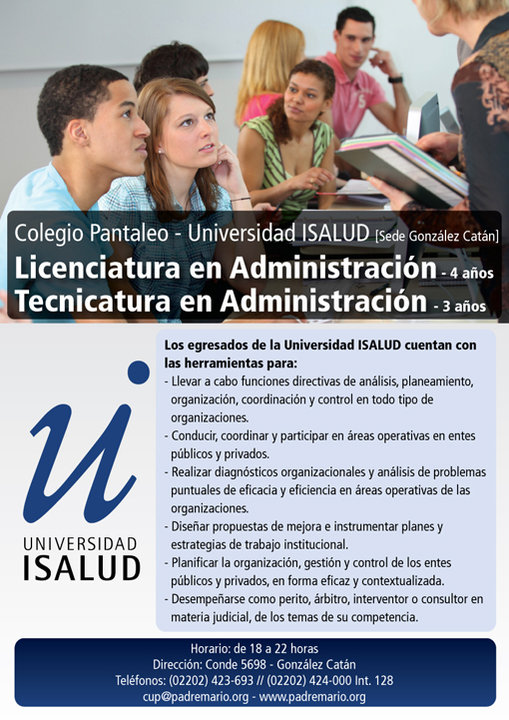 Colegio Pantaleo - Universidad ISALUD [Sede González Catán]
Licenciatura en Administración - 4 años
Tecnicatura en Administración - 3 años
Los egresados de la Universidad ISALUD cuentan con
las herramientas para:
- Llevar a cabo funciones directivas de análisis, planeamiento,
organización, coordinación y control en todo tipo de
organizaciones.
- Conducir, coordinar y participar en áreas operativas en entes
públicos y privados.
- Realizar diagnósticos organizacionales y análisis de problemas
puntuales de eficacia y eficiencia en áreas operativas de las
organizaciones.
- Diseñar propuestas de mejora e instrumentar planes y
estrategias de trabajo institucional.
- Planificar la organización, gestión y control de los entes
públicos y privados, en forma eficaz y contextualizada.
- Desempeñarse como perito, árbitro, interventor o consultor en
materia judicial, de los temas de su competencia.
UNIVERSIDAD
ISALUD
Horario: de 18 a 22 horas
Dirección: Conde 5698 - González Catán
Teléfonos: (02202) 423-693 // (02202) 424-000 Int. 128
cup@padremario.org - www.padremario.org